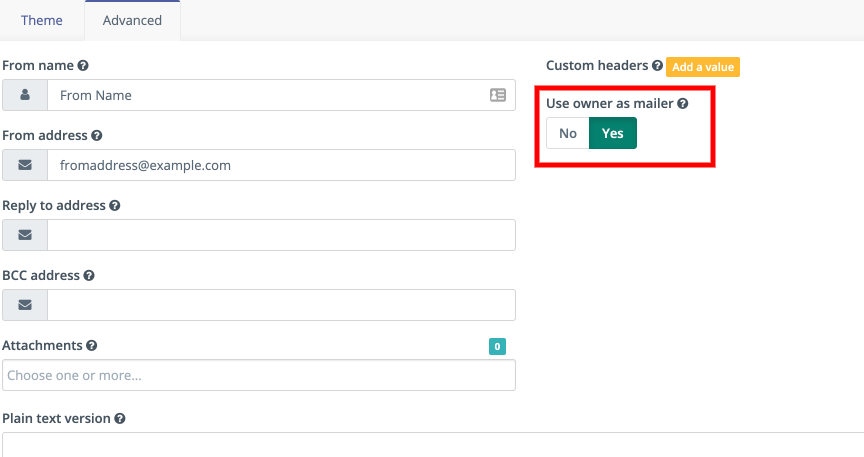 Theme
Advanced
From name
From Name
From address
fromaddress@example.com
Reply to address
BCC address
Attachments
0
Choose one or more...
Plain text version
Custom headers Add a value
Use owner as mailer
No Yes